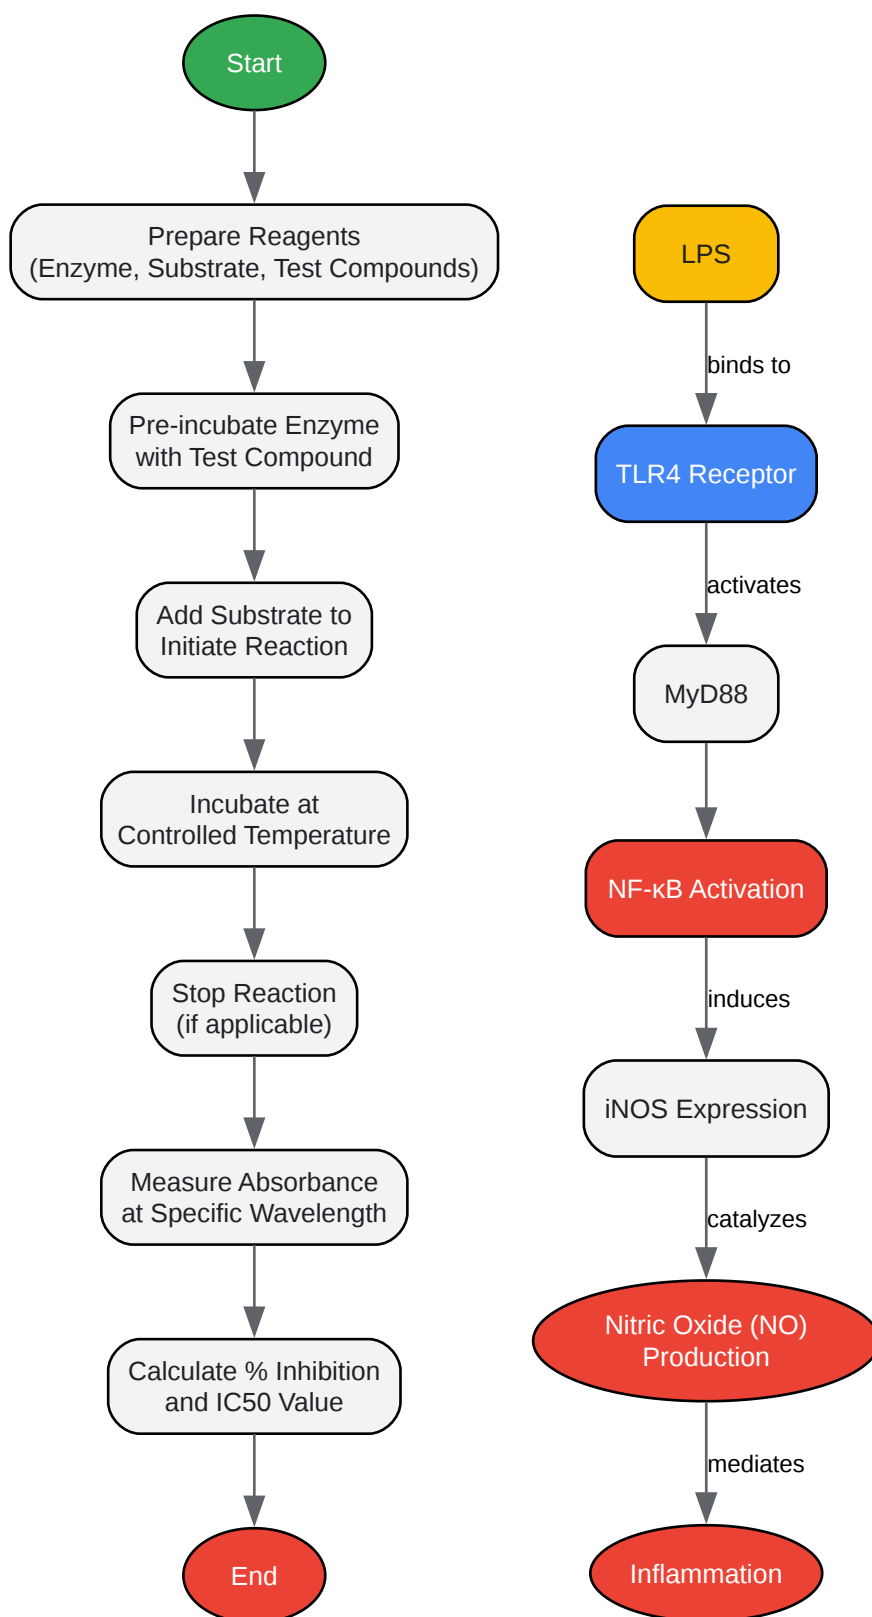 Start
Prepare Reagents
(Enzyme, Substrate, Test Compounds)
Pre-incubate Enzyme
with Test Compound
Add Substrate to
Initiate Reaction
Incubate at
Controlled Temperature
Stop Reaction
(if applicable)
Measure Absorbance
at Specific Wavelength
Calculate % Inhibition
and IC50 Value
End
LPS
binds to
TLR4 Receptor
activates
MyD88
NF-κB Activation
induces
iNOS Expression
catalyzes
Nitric Oxide (NO)
Production
mediates
Inflammation